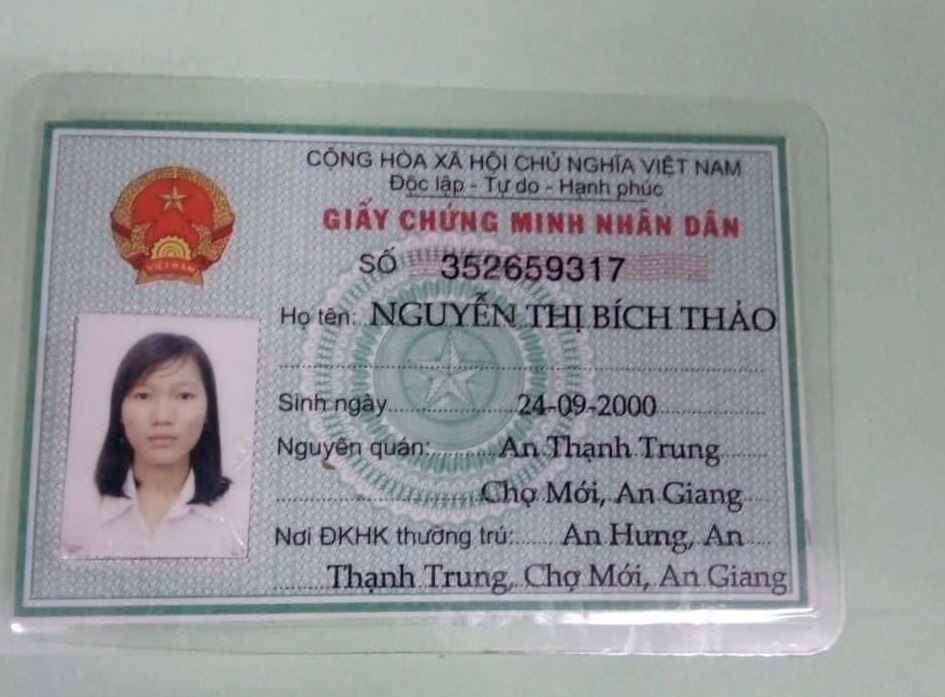 CỘNG HÒA XÃ HỘI CHỦ NGHĨA VIỆT NAM
Độc lập - Tự do - Hạnh phúc
GIẤY CHỨNG MINH NHÂN DÂN
SỐ 352659317
Họ tên: NGUYỄN THỊ BÍCH THẢO
Sinh ngày 24-09-2000
Nguyên quán: An Thạnh Trung
Chợ Mới, An Giang
Nơi ĐKHK thường trú: An Hưng, An
Thạnh Trung, Chợ Mới, An Giang
VIỆT NAM